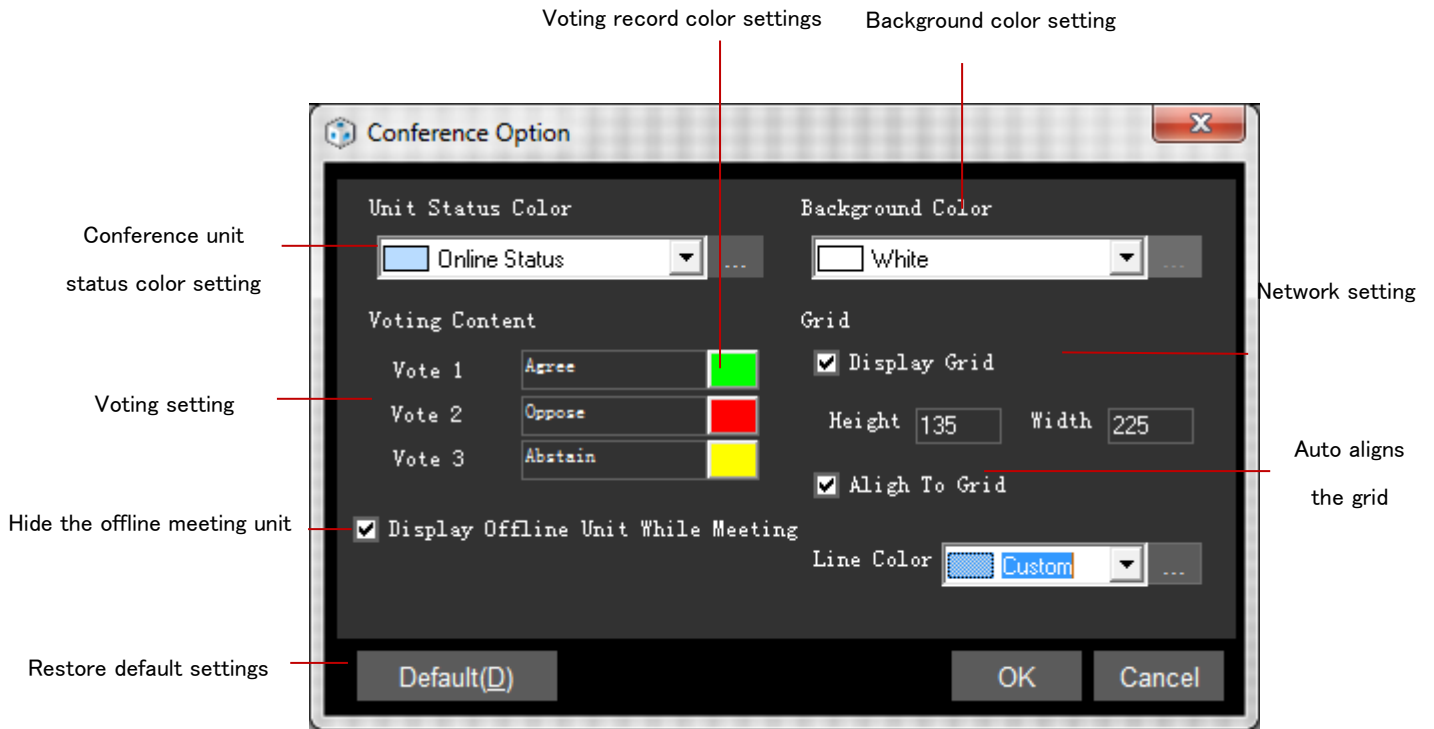 Voting record color settings
Background color setting
Conference Option
Unit Status Color
Background Color
Conference unit
status color setting
Online Status
...
White
...
Network setting
Voting Content
Grid
Vote 1
Agree
Display Grid
Voting setting
Vote 2
Oppose
Height 135
Width 225
Vote 3
Abstain
Auto aligns
the grid
Aligh To Grid
Hide the offline meeting unit
Display Offline Unit While Meeting
Line Color
Custom
...
Restore default settings
Default(D)
OK
Cancel